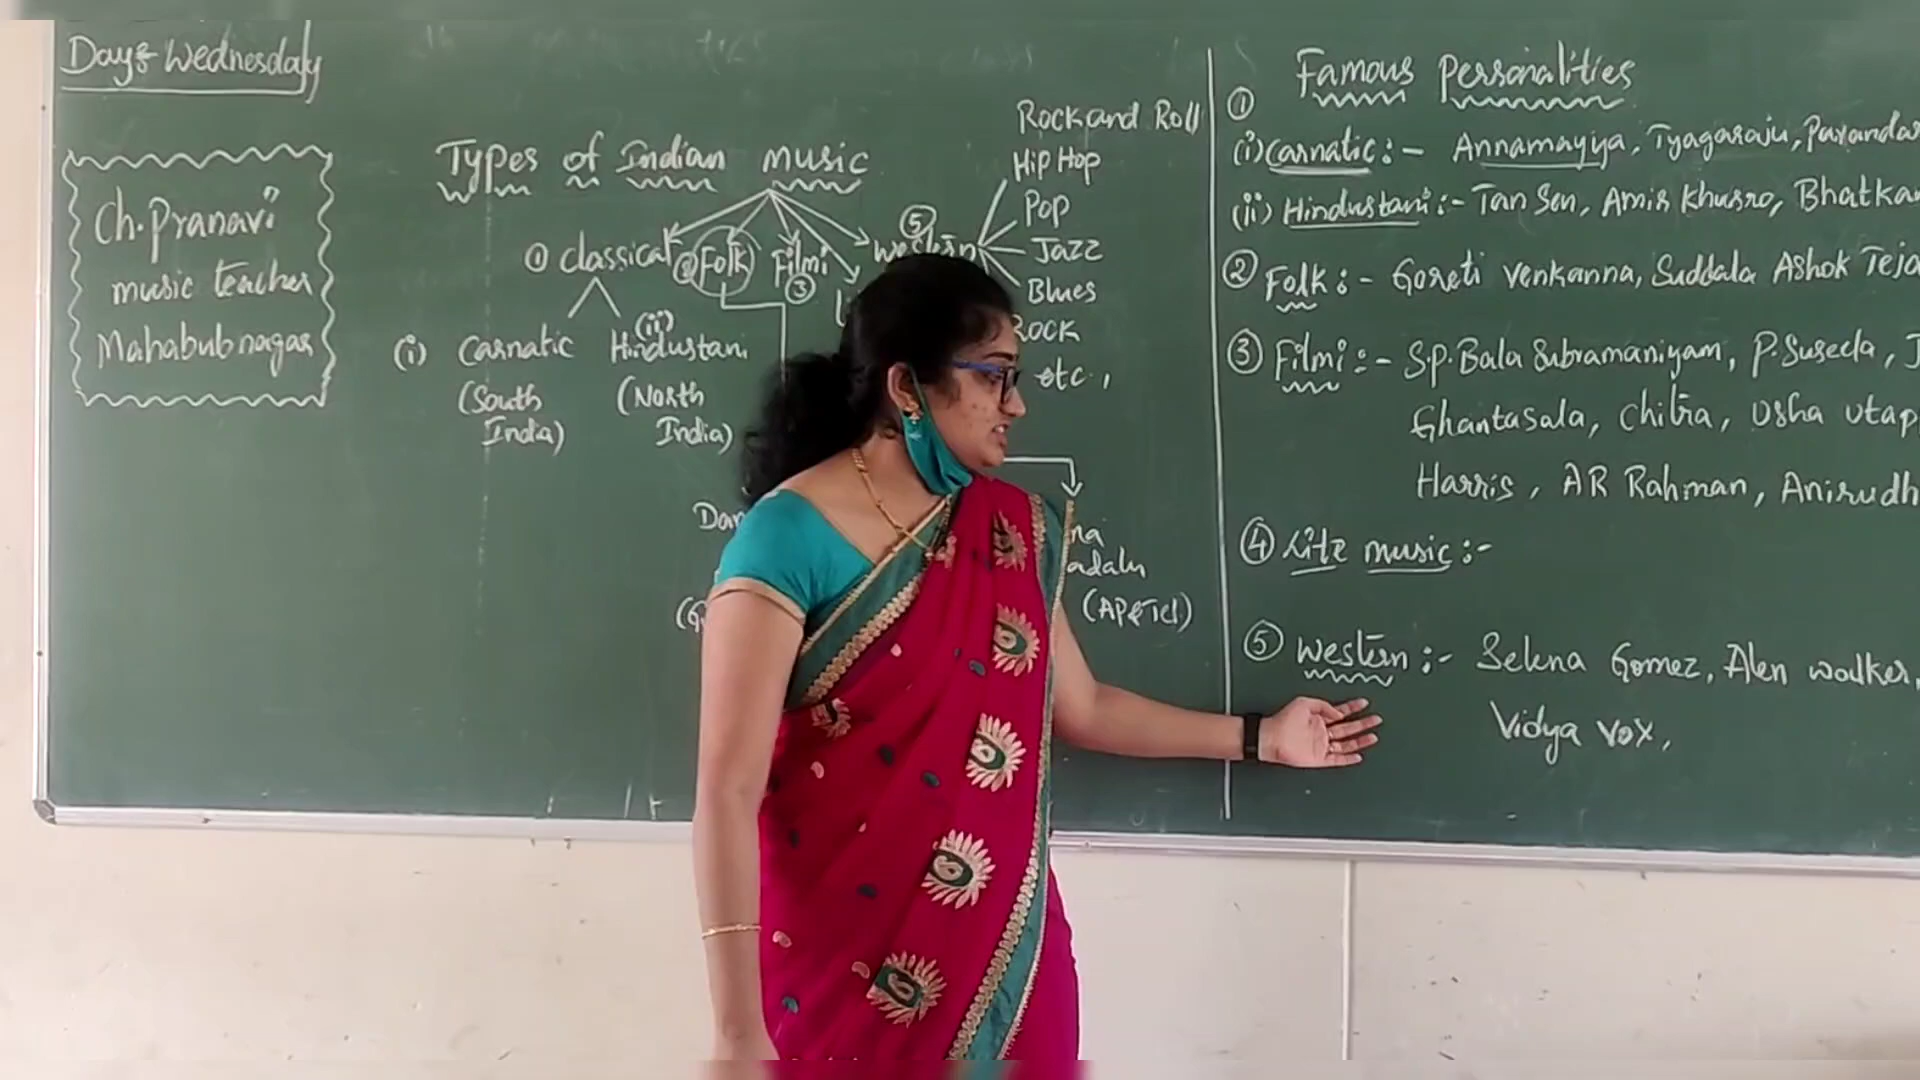 Day: Wednesday
Ch. Pranavi
music teacher
Mahabubnagar
Types of Indian music
① classical
② Folk
Filmi
③
⑤
western
Rock and Roll
Hip Hop
Pop
Jazz
Blues
Rock
etc.,
(i) Carnatic
(South
India)
(ii)
Hindustani
(North
India)
(AP&Tel)
Famous Personalities
①
(i) Carnatic :- Annamayya, Tyagaraju,
(ii) Hindustani :- Tan Sen, Amir Khusro,
② Folk :- Goreti Venkanna, Suddala Ashok Teja
③ Filmi :- S.P. Bala Subramaniyam, P. Suseela,
Ghantasala, Chitra, Usha
Harris, AR Rahman, Anirudh
④ Lite music :-
⑤ Western :- Selena Gomez, Alen walker,
Vidya Vox,